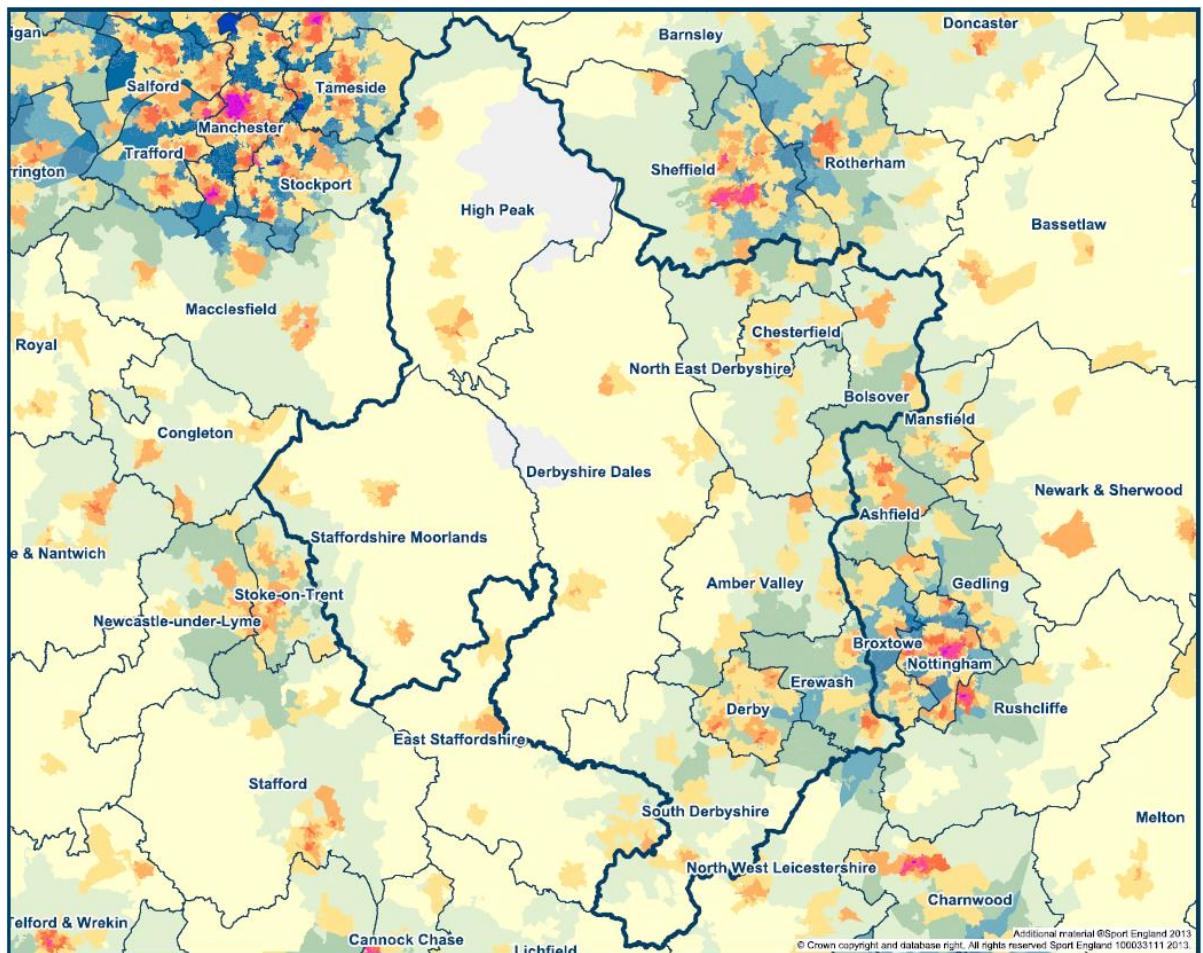 Barnsley
Doncaster
igan
Salford
Tameside
Manchester
Trafford
rrington
Stockport
Sheffield
Rotherham
High Peak
Bassetlaw
Macclesfield
Royal
Chesterfield
North East Derbyshire
Bolsover
Mansfield
Congleton
Derbyshire Dales
Newark & Sherwood
Ashfield
Staffordshire Moorlands
e & Nantwich
Amber Valley
Gedling
Stoke-on-Trent
Newcastle-under-Lyme
Broxtowe
Nottingham
Erewash
Derby
Rushcliffe
East Staffordshire
Stafford
South Derbyshire
Melton
North West Leicestershire
Charnwood
Telford & Wrekin
Cannock Chase
Lichfield
Additional material @Sport England 2013
© Crown copyright and database right. All rights reserved Sport England 100033111 2013.